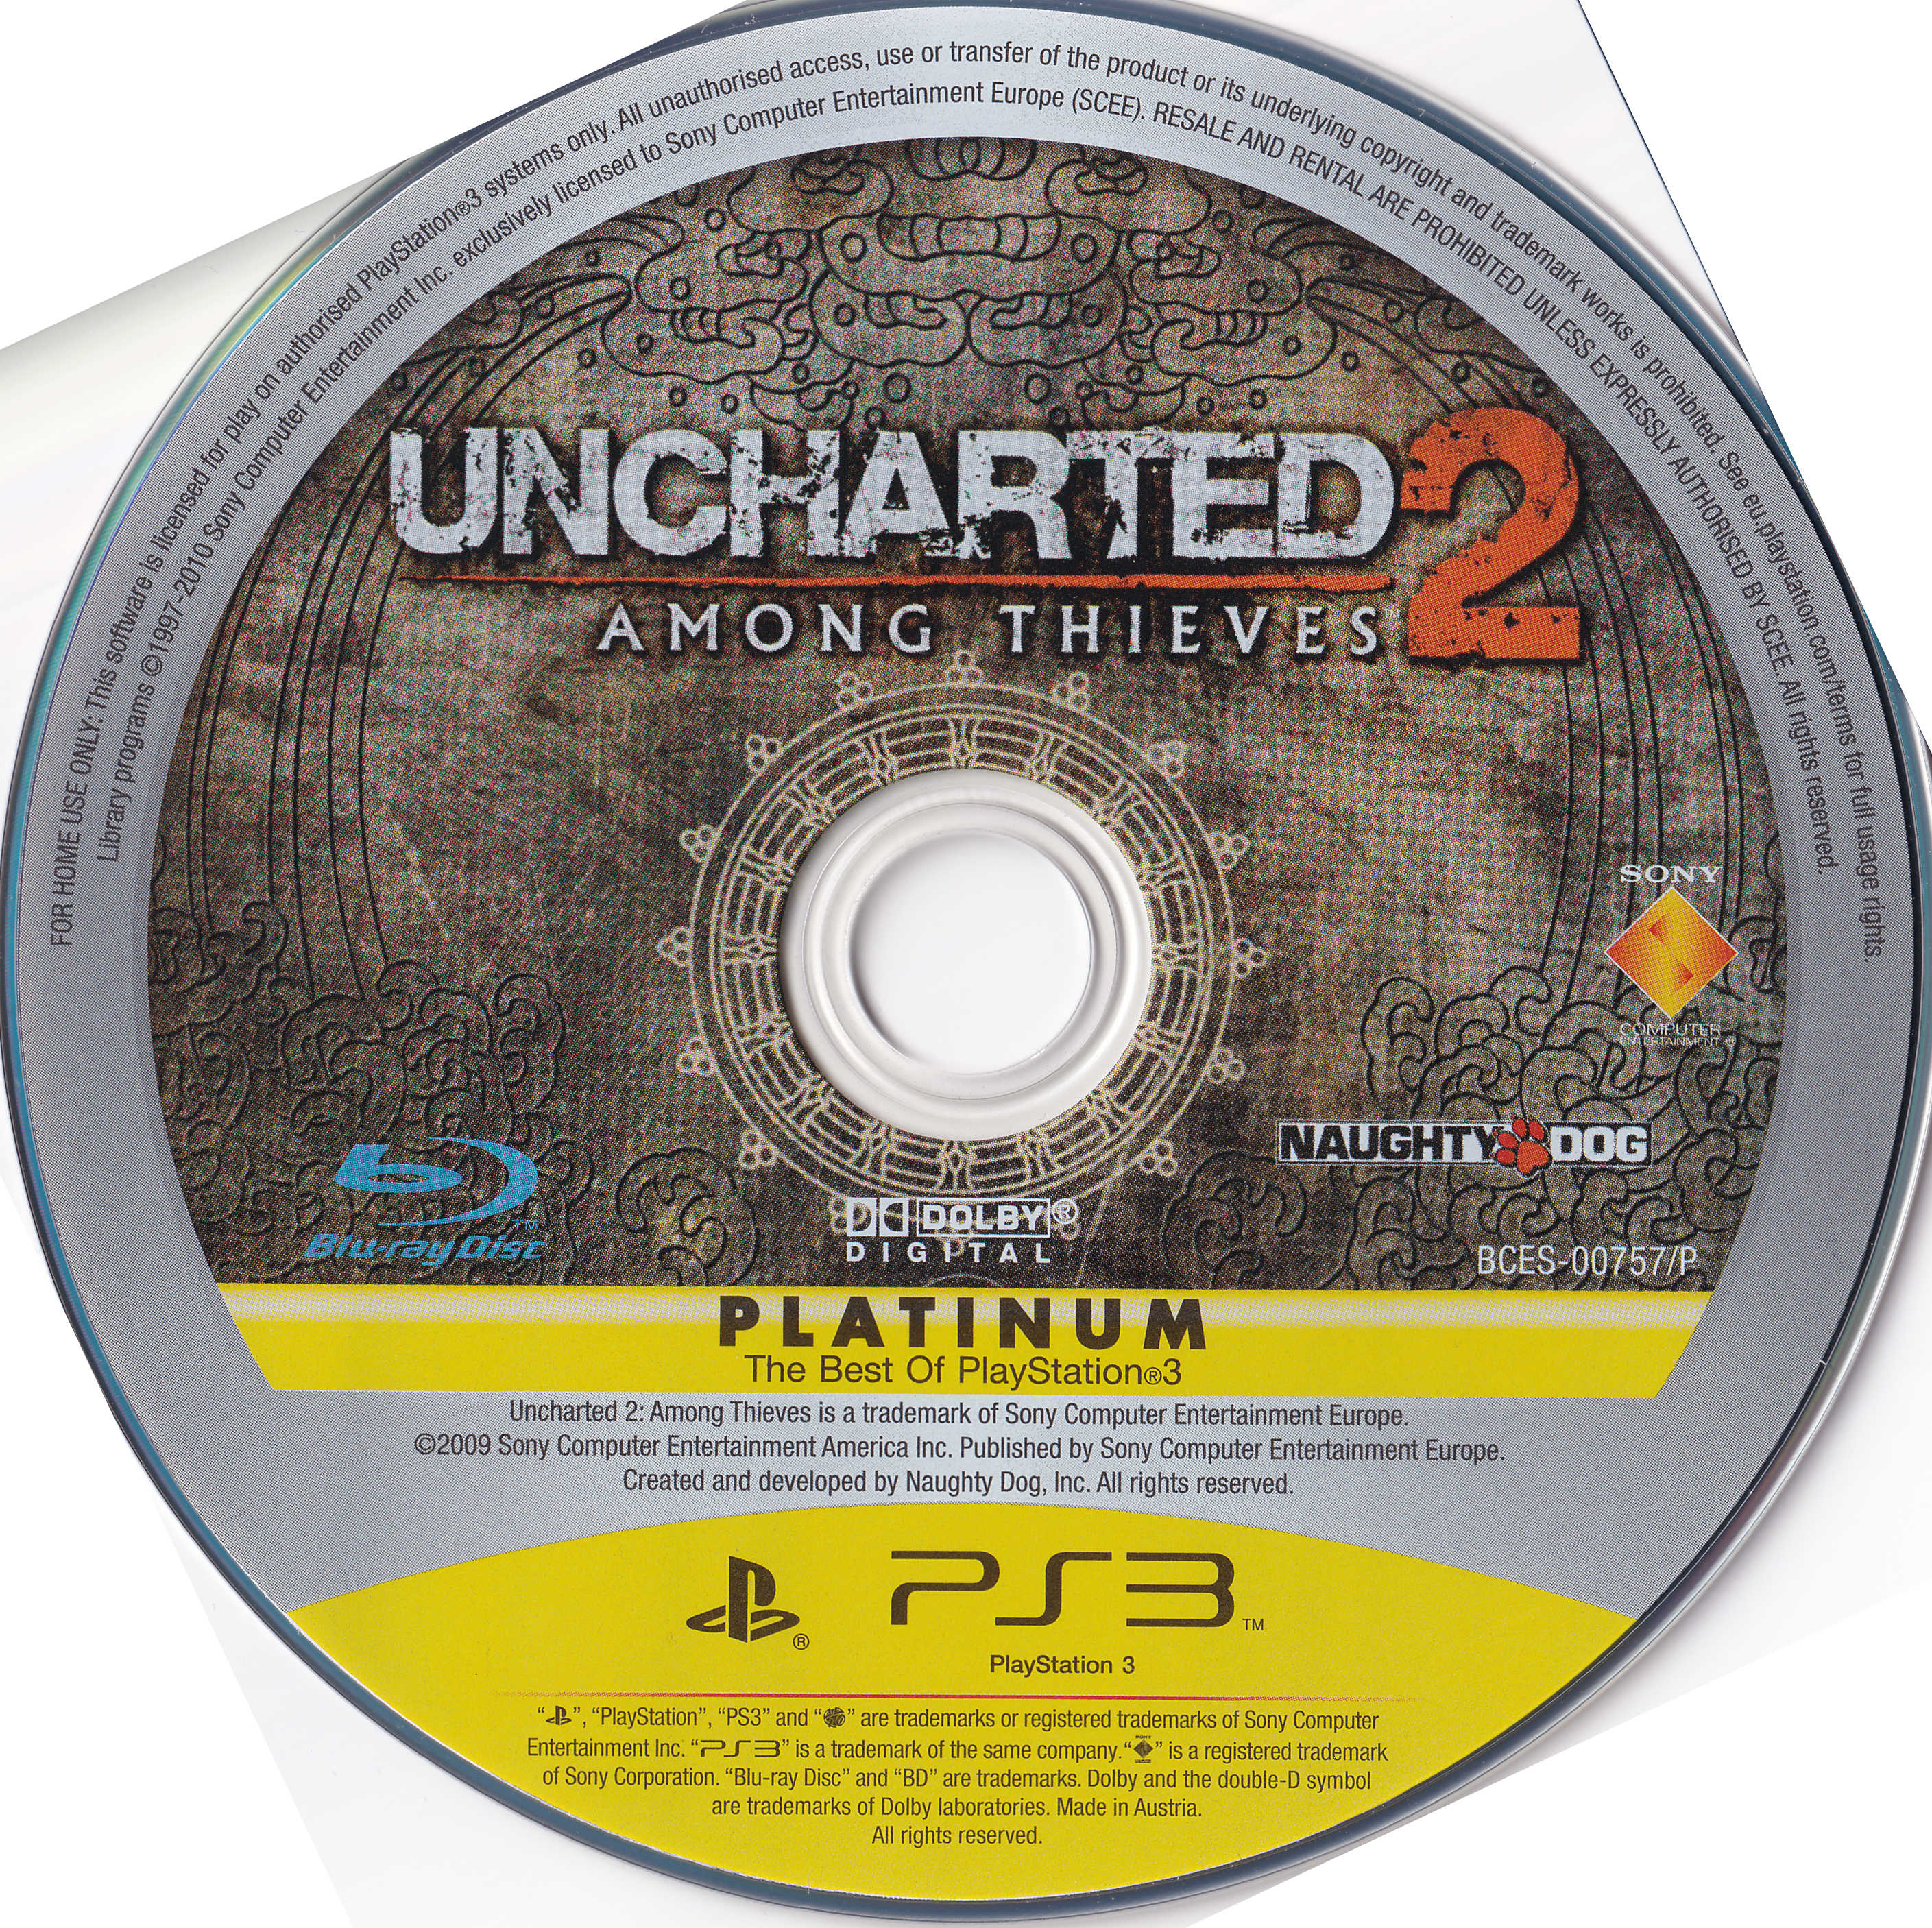 FOR HOME USE ONLY: This software is licensed for play on authorised PlayStation®3 systems only. All unauthorised access, use or transfer of the product or its underlying copyright and trademark works is prohibited. See eu.playstation.com/terms for full usage rights.
Library programs ©1997-2010 Sony Computer Entertainment Inc. exclusively licensed to Sony Computer Entertainment Europe (SCEE). RESALE AND RENTAL ARE PROHIBITED UNLESS EXPRESSLY AUTHORISED BY SCEE. All rights reserved.
UNCHARTED 2
AMONG THIEVES™
SONY
COMPUTER
ENTERTAINMENT®
NAUGHTY DOG
™
Blu-ray Disc
DOLBY®
DIGITAL
BCES-00757/P
PLATINUM
The Best Of PlayStation®3
Uncharted 2: Among Thieves is a trademark of Sony Computer Entertainment Europe.
©2009 Sony Computer Entertainment America Inc. Published by Sony Computer Entertainment Europe.
Created and developed by Naughty Dog, Inc. All rights reserved.
® PS3™
PlayStation 3
“ ”, “PlayStation”, “PS3” and “ ” are trademarks or registered trademarks of Sony Computer
Entertainment Inc. “PS3” is a trademark of the same company. “ ” is a registered trademark
of Sony Corporation. “Blu-ray Disc” and “BD” are trademarks. Dolby and the double-D symbol
are trademarks of Dolby laboratories. Made in Austria.
All rights reserved.